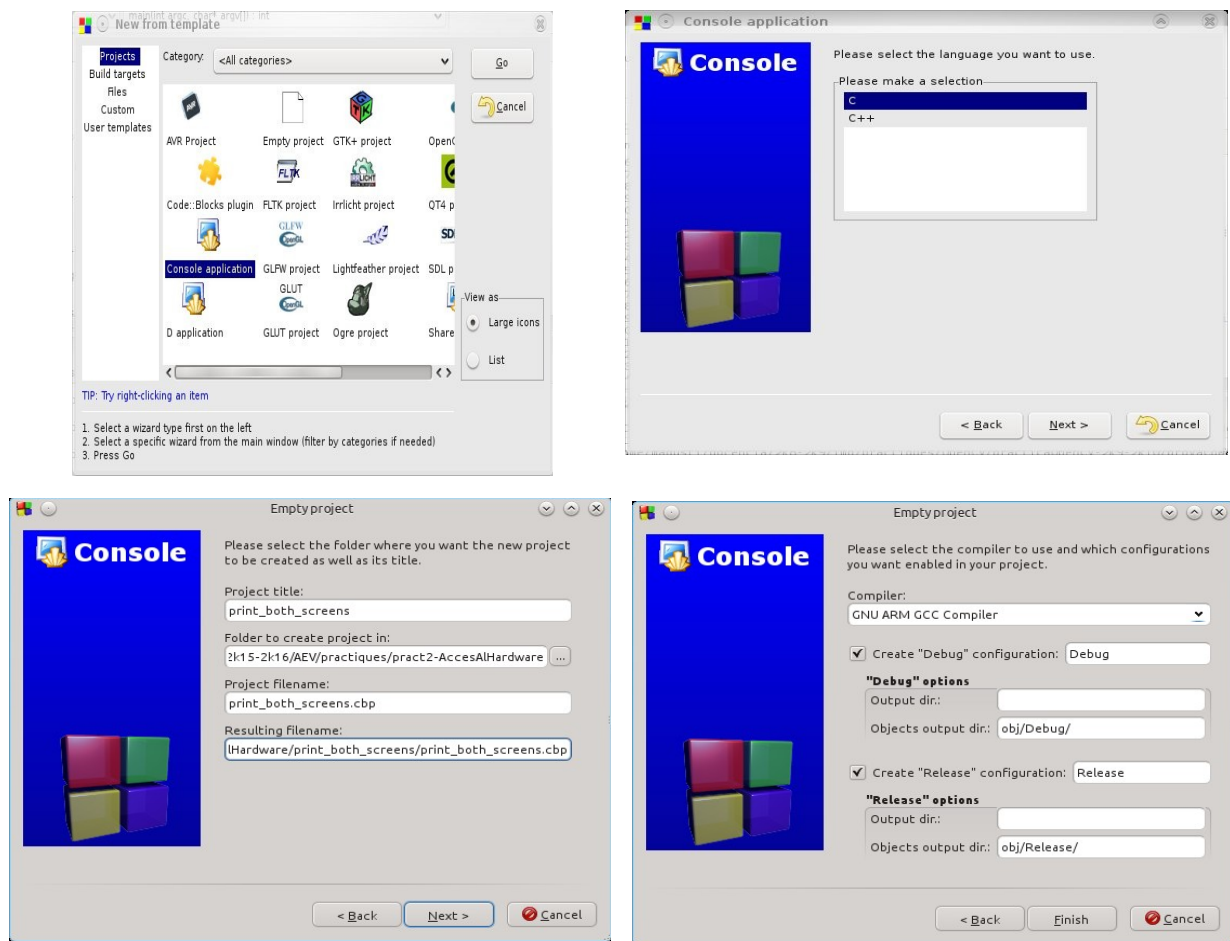 New from template
Projects
Build targets
Files
Custom
User templates
Category:
<All categories>
Go
Cancel
AVR Project
Empty project
GTK+ project
Code::Blocks plugin
FLTK project
Irrlicht project
QT4 p
Console application
GLFW project
Lightfeather project
SDL p
D application
GLUT project
Ogre project
Share
View as
Large icons
List
TIP: Try right-clicking an item
1. Select a wizard type first on the left
2. Select a specific wizard from the main window (filter by categories if needed)
3. Press Go
Console application
Console
Please select the language you want to use.
Please make a selection
C
C++
< Back
Next >
Cancel
Empty project
Console
Please select the folder where you want the new project
to be created as well as its title.
Project title:
print_both_screens
Folder to create project in:
2k15-2k16/AEV/practiques/pract2-AccesAlHardware
...
Project filename:
print_both_screens.cbp
Resulting filename:
lHardware/print_both_screens/print_both_screens.cbp
< Back
Next >
Cancel
Empty project
Console
Please select the compiler to use and which configurations
you want enabled in your project.
Compiler:
GNU ARM GCC Compiler
Create "Debug" configuration: Debug
"Debug" options
Output dir.:
Objects output dir.: obj/Debug/
Create "Release" configuration: Release
"Release" options
Output dir.:
Objects output dir.: obj/Release/
< Back
Finish
Cancel